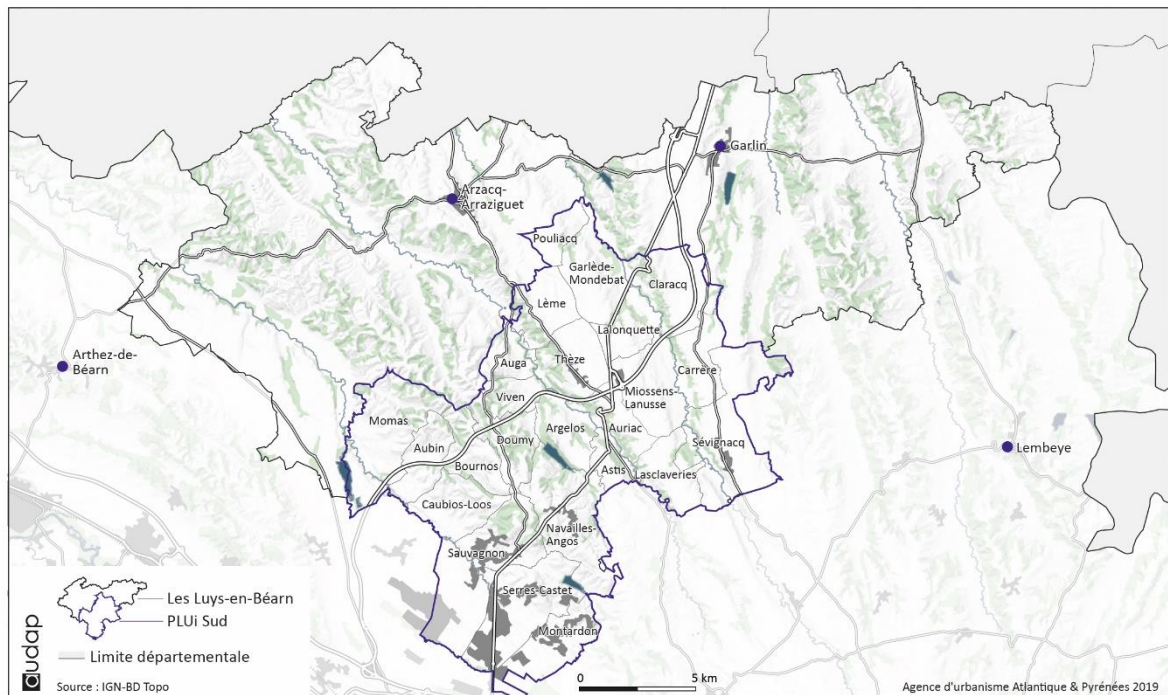 Garlin
Arzacq-
Arraziguet
Pouliacq
Garlède-
Mondebat
Claracq
Lème
Lalonquette
Arthez-de-
Béarn
Thèze
Auga
Carrère
Viven
Miossens-
Lanusse
Momas
Argelos
Auriac
Doumy
Sévignacq
Aubin
Lembeye
Bournos
Astis
Lasclaveries
Caubios-Loos
Navailles-
Angos
Sauvagnon
Serres-Castet
Montardon
Les Luys-en-Béarn
PLUi Sud
Limite départementale
audap
Source : IGN-BD Topo
0 5 km
Agence d'urbanisme Atlantique & Pyrénées 2019